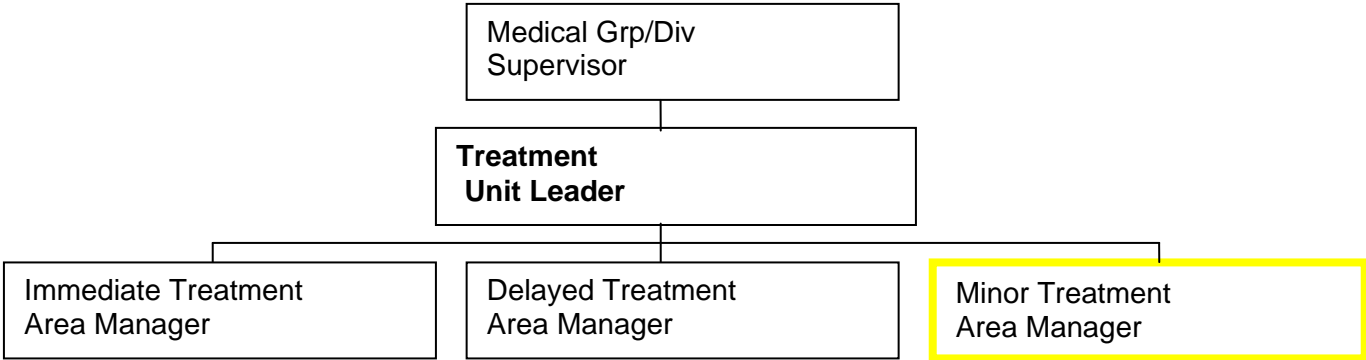 Medical Grp/Div
Supervisor
Treatment
Unit Leader
Immediate Treatment
Area Manager
Delayed Treatment
Area Manager
Minor Treatment
Area Manager